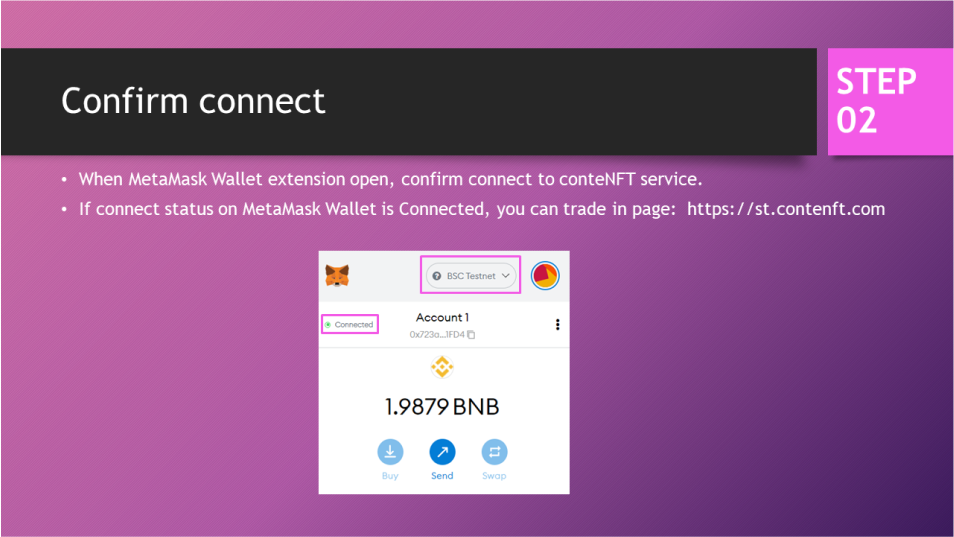 Confirm connect
STEP
02
• When MetaMask Wallet extension open, confirm connect to conteNFT service.
• If connect status on MetaMask Wallet is Connected, you can trade in page: https://st.contenft.com
BSC Testnet
Connected
Account 1
0x723a...1FD4
1.9879 BNB
Buy Send Swap